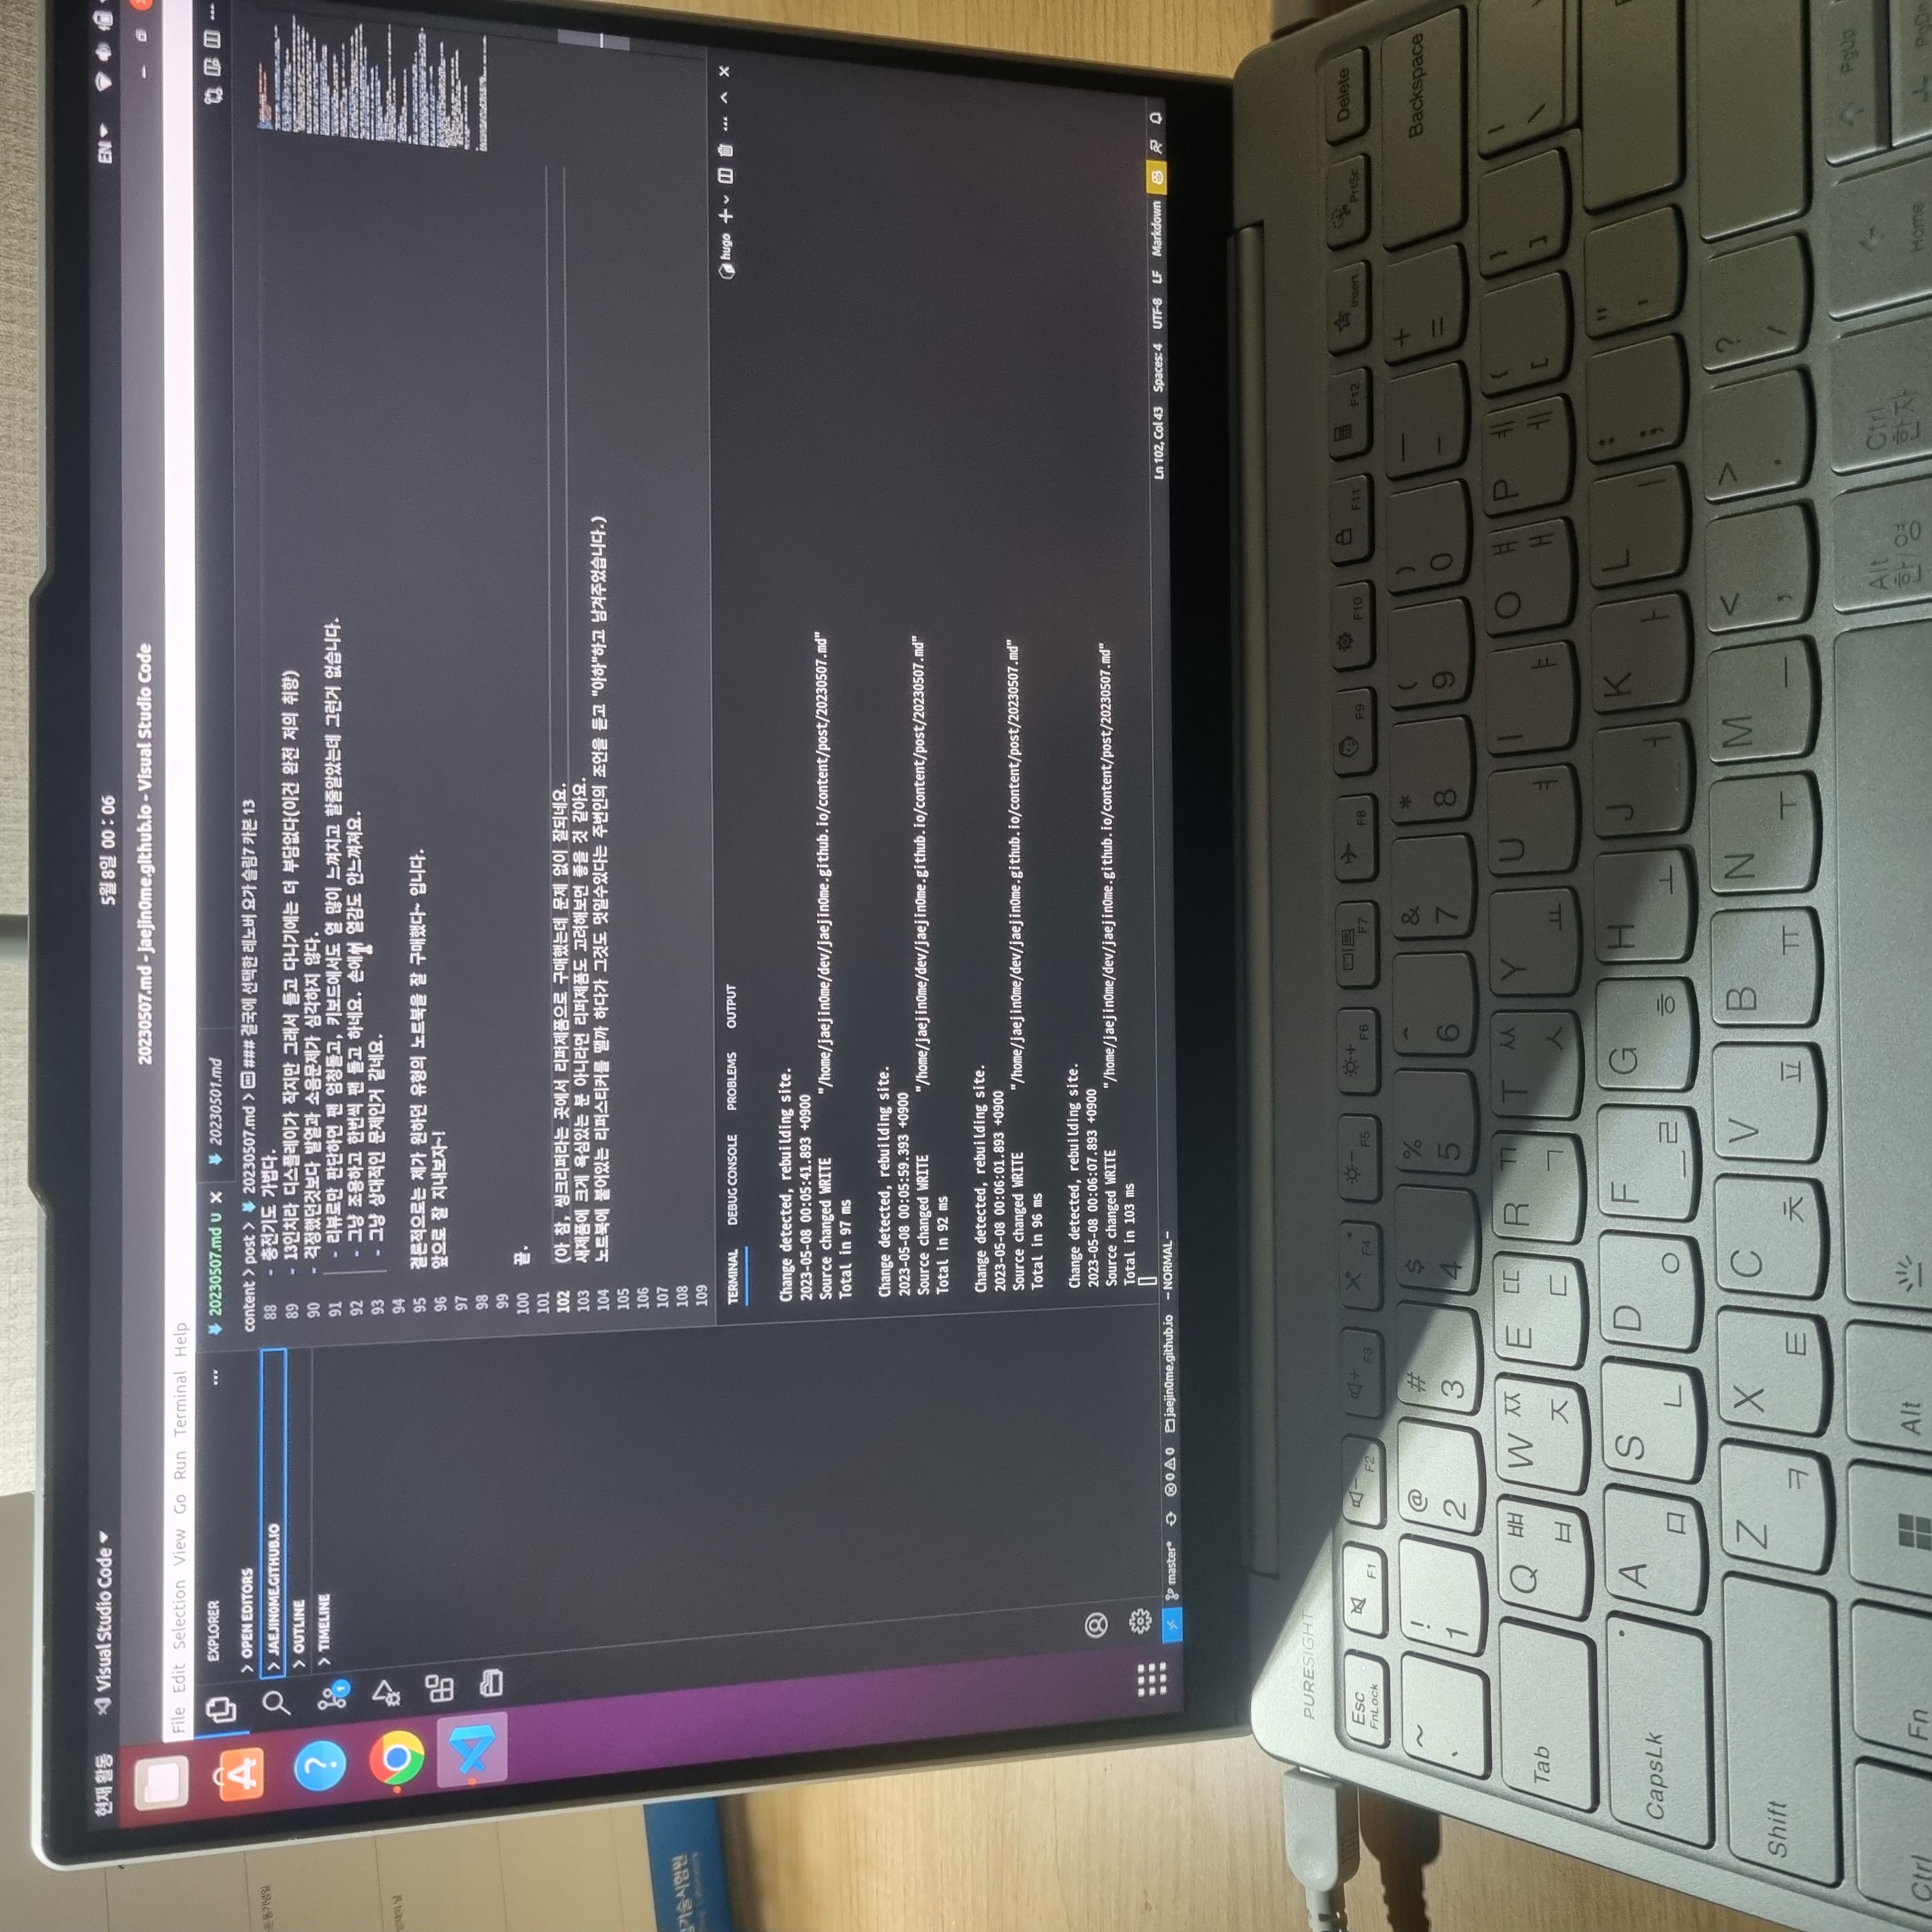 현재 활동 Visual Studio Code 5월 8일 00 : 06 EN
20230507.md - jaejin0me.github.io - Visual Studio Code
File Edit Selection View Go Run Terminal Help
EXPLORER
OPEN EDITORS
JAEJIN0ME.GITHUB.IO
OUTLINE
TIMELINE
1
20230507.md U 20230501.md
content > post > 20230507.md > ### 결국에 선택한 레노버 요가 슬림7 카본 13
88 - 충전기도 가볍다.
89 - 13인치라 디스플레이가 작지만 그래서 들고 다니기에는 더 부담없다(이건 완전 저의 취향)
90 - 걱정했던것보다 발열과 소음문제가 심각하지 않다.
91 - 리뷰로만 판단하면 팬 엄청돌고, 키보드에서도 열 많이 느껴지고 할줄알았는데 그런거 없습니다.
92 - 그냥 조용하고 한번씩 팬 돌고 하네요. 손에서 열감도 안느껴져요.
93 - 그냥 상대적인 문제인거 같네요.
94
95 결론적으로는 제가 원하던 유형의 노트북을 잘 구매했다~ 입니다.
96 앞으로 잘 지내보자~!
97
98
99
100 끝.
101
102 (아 참, 씽크리퍼라는 곳에서 리퍼제품으로 구매했는데 문제 없이 잘되네요.
103 새제품에 크게 욕심있는 분 아니라면 리퍼제품도 고려해보면 좋을 것 같아요.
104 노트북에 붙어있는 리퍼스티커를 땔까 하다가 그것도 멋일수있다는 주변인의 조언을 듣고 "아하"하고 남겨주었습니다.)
105
106
107
108
109
TERMINAL DEBUG CONSOLE PROBLEMS OUTPUT hugo
Change detected, rebuilding site.
2023-05-08 00:05:41.893 +0900
Source changed WRITE "/home/jaejin0me/dev/jaejin0me.github.io/content/post/20230507.md"
Total in 97 ms
Change detected, rebuilding site.
2023-05-08 00:05:59.393 +0900
Source changed WRITE "/home/jaejin0me/dev/jaejin0me.github.io/content/post/20230507.md"
Total in 92 ms
Change detected, rebuilding site.
2023-05-08 00:06:01.893 +0900
Source changed WRITE "/home/jaejin0me/dev/jaejin0me.github.io/content/post/20230507.md"
Total in 96 ms
Change detected, rebuilding site.
2023-05-08 00:06:07.893 +0900
Source changed WRITE "/home/jaejin0me/dev/jaejin0me.github.io/content/post/20230507.md"
Total in 103 ms
master* 0 0 jaejin0me.github.io -- NORMAL -- Ln 102, Col 43 Spaces: 4 UTF-8 LF Markdown
기술시험원
PURESIGHT
Esc FnLock F1 F2 F3 F4 F5 F6 F7 F8 F9 F10 F11 F12 Insert PrtSc Delete
~ ` ! 1 @ 2 # 3 $ 4 % 5 ^ 6 & 7 * 8 ( 9 ) 0 — - + = Backspace
Tab Q ㅃ ㅂ W ㅉ ㅈ E ㄸ ㄷ R ㄲ ㄱ T ㅆ ㅅ Y ㅛ U ㅕ I ㅑ O ㅒ ㅐ P ㅖ ㅔ { [ } ] | \
CapsLk A ㅁ S ㄴ D ㅇ F ㄹ G ㅎ H ㅗ J ㅓ K ㅏ L ㅣ : ; " '
Shift Z ㅋ X ㅌ C ㅊ V ㅍ B ㅠ N ㅜ M ㅡ < , > . ? /
Ctrl Fn Alt Alt 한/영 Ctrl 한자 Home PgUp